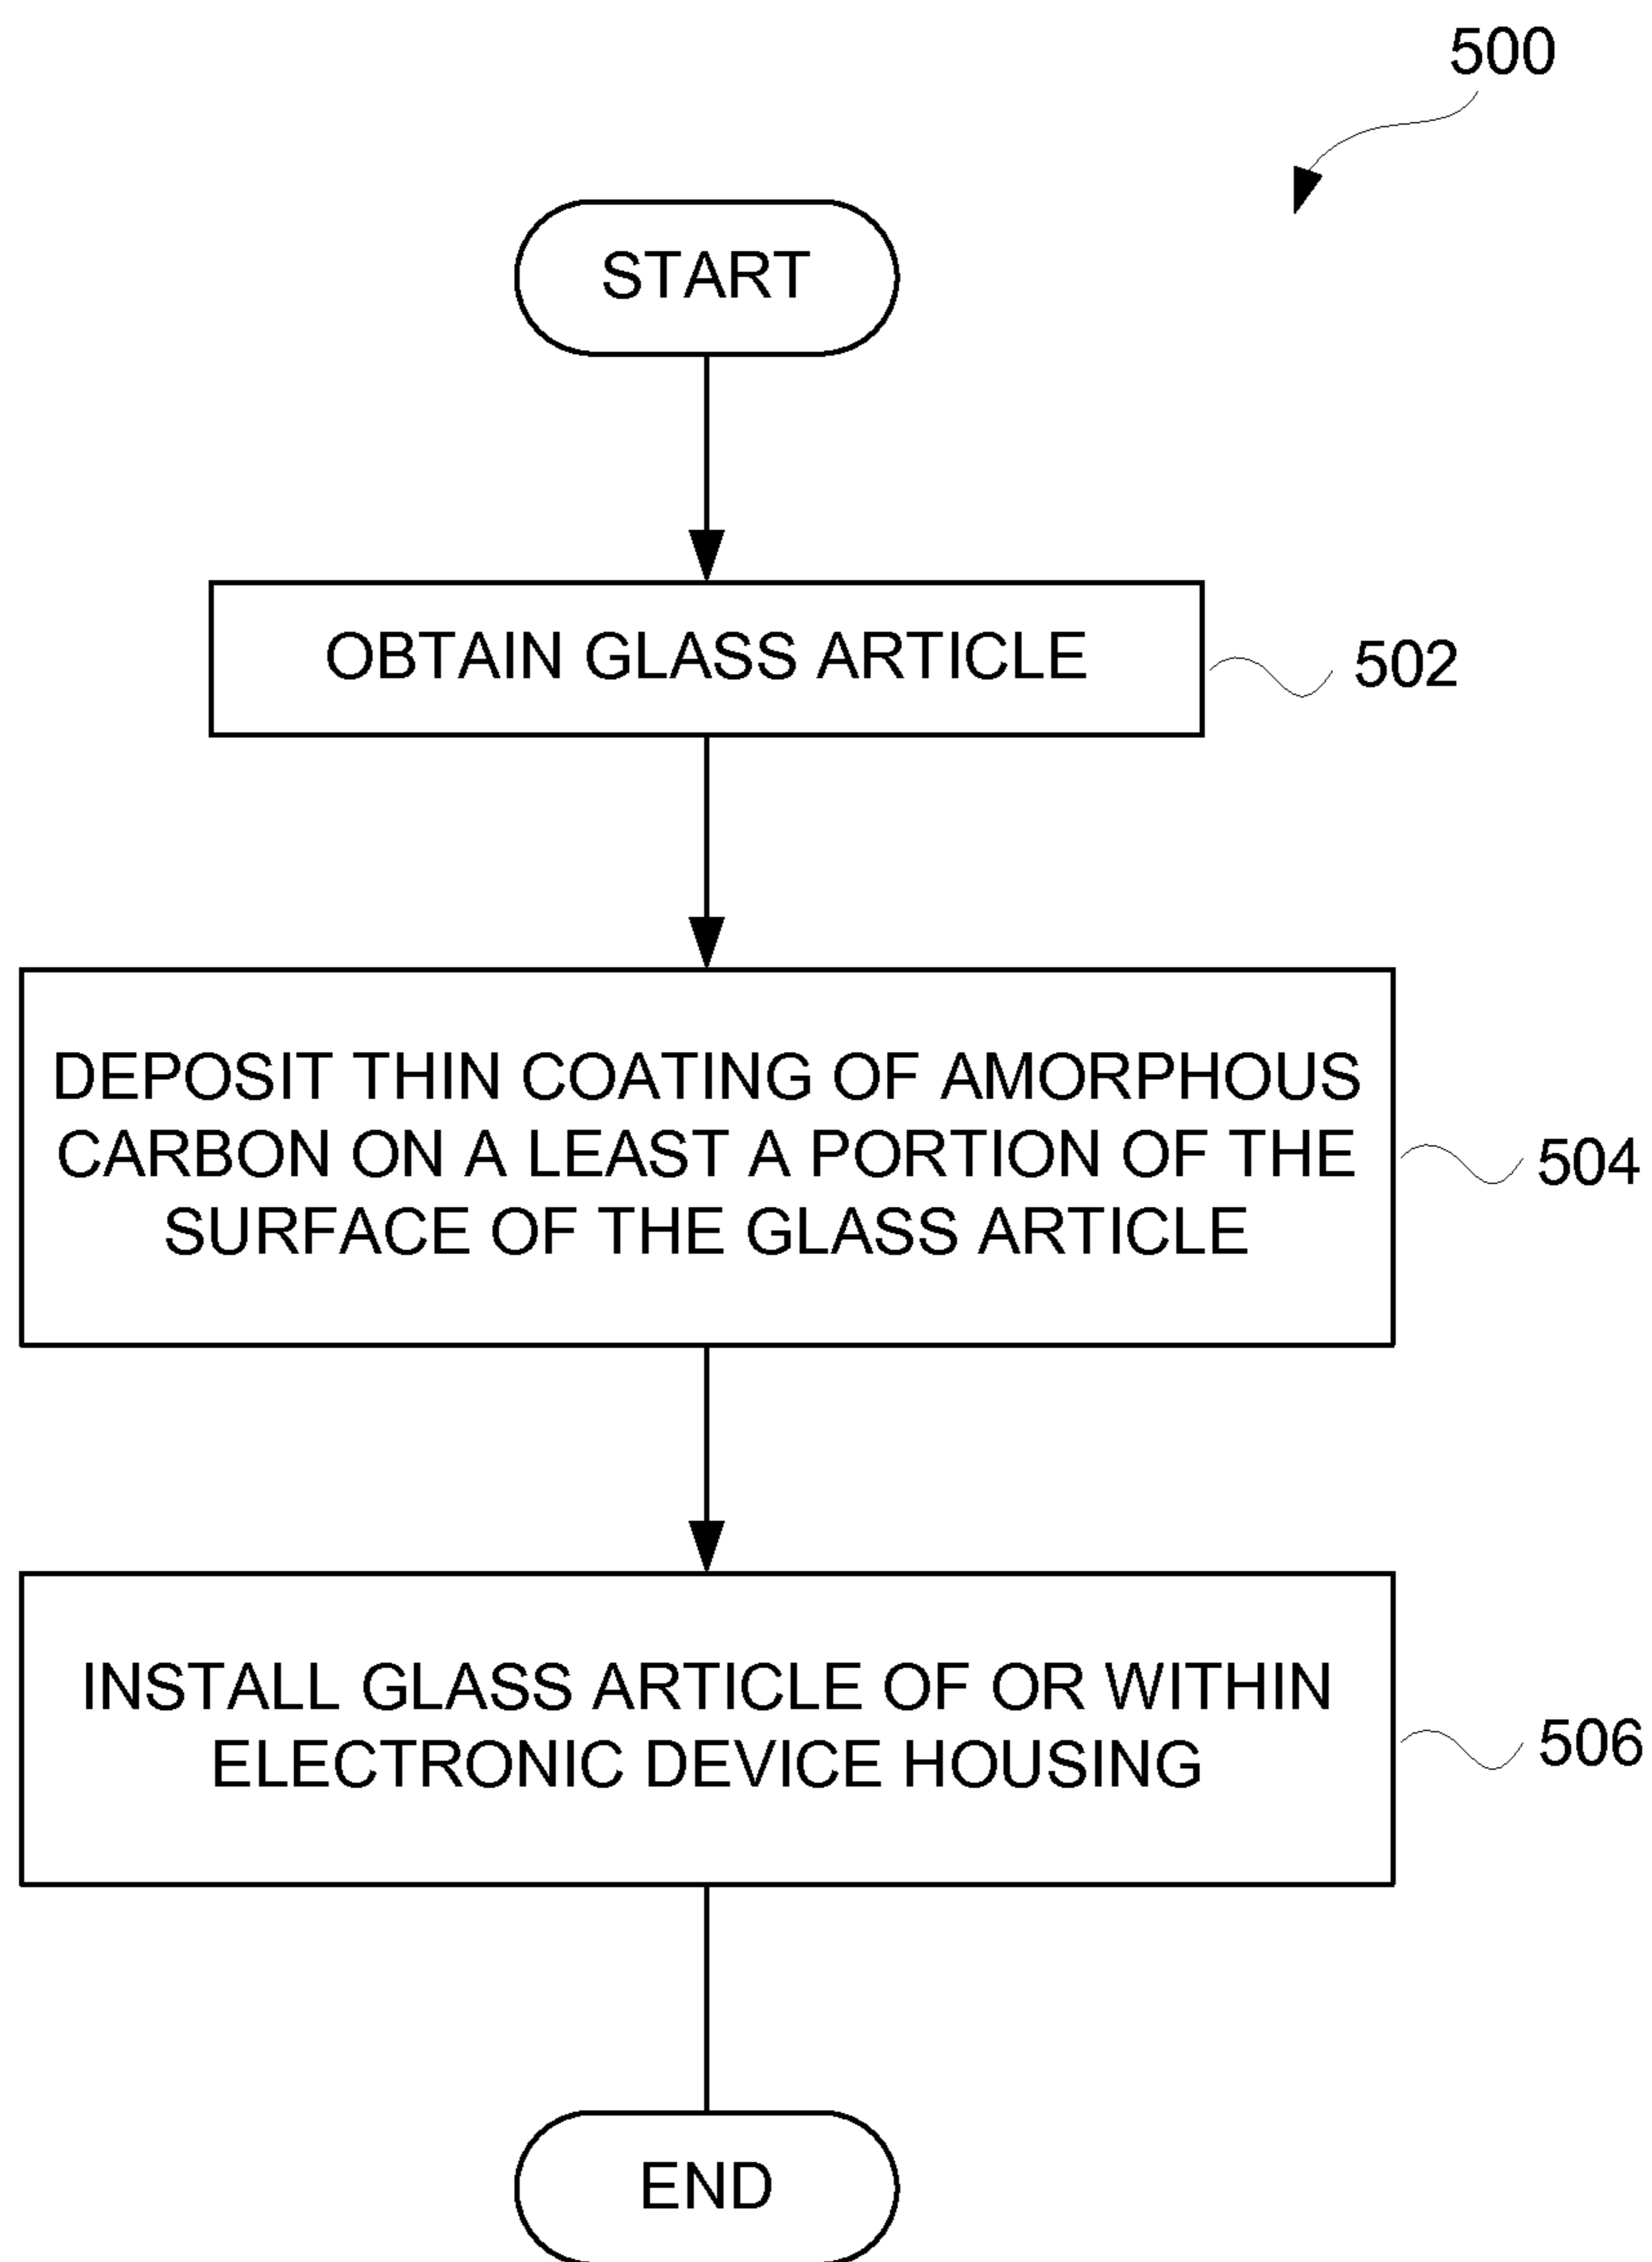 500
START
OBTAIN GLASS ARTICLE
502
DEPOSIT THIN COATING OF AMORPHOUS
CARBON ON A LEAST A PORTION OF THE
SURFACE OF THE GLASS ARTICLE
504
INSTALL GLASS ARTICLE OF OR WITHIN
ELECTRONIC DEVICE HOUSING
506
END